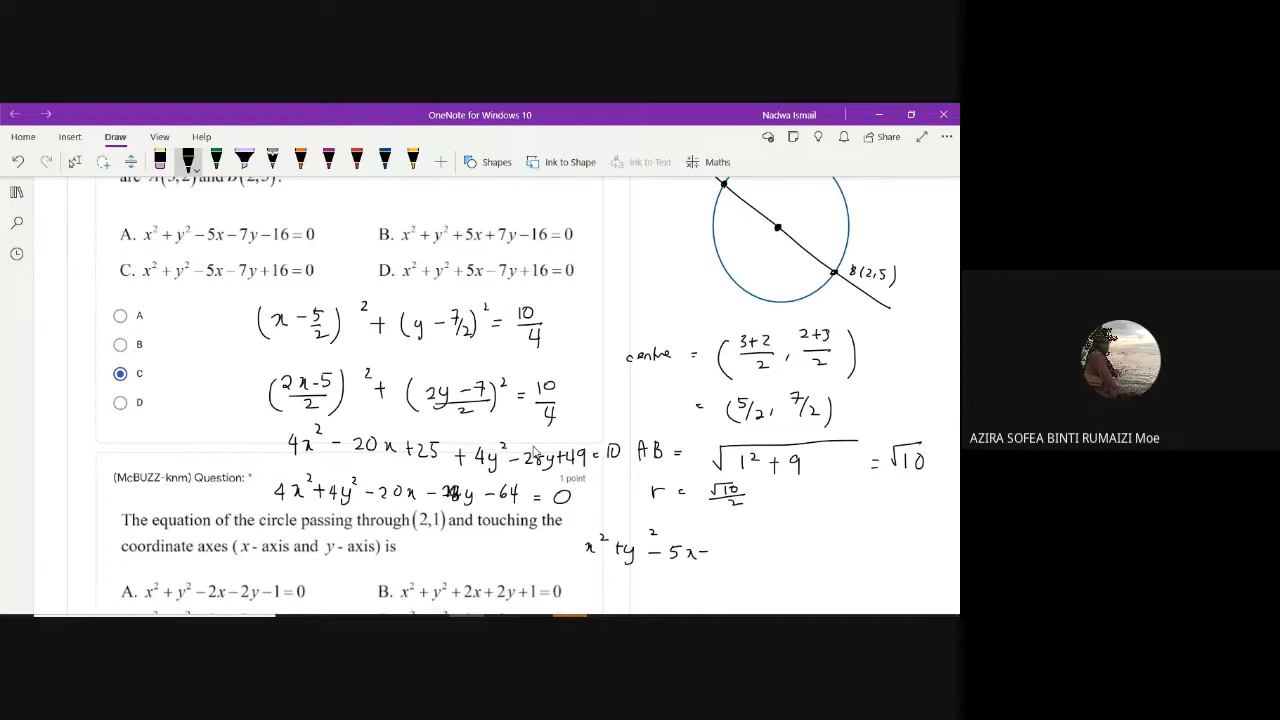 OneNote for Windows 10
Nadwa Ismail
Home Insert Draw View Help
Share
Shapes Ink to Shape Ink to Text Maths
are A(3,2) and B(2,5).
A. x² + y² − 5x − 7y − 16 = 0
B. x² + y² + 5x + 7y − 16 = 0
C. x² + y² − 5x − 7y + 16 = 0
D. x² + y² + 5x − 7y + 16 = 0
A
B
C
D
(x − 5/2)² + (y − 7/2)² = 10/4
((2x − 5)/2)² + ((2y − 7)/2)² = 10/4
4x² − 20x + 25 + 4y² − 28y + 49 = 10
4x² + 4y² − 20x − y − 64 = 0
B(2,5)
centre = ((3+2)/2, (2+3)/2)
= (5/2, 7/2)
AB = √(1² + 9) = √10
r = √10/2
x² + y² − 5x −
(McBUZZ-knm) Question: *
1 point
The equation of the circle passing through (2,1) and touching the
coordinate axes (x - axis and y - axis) is
A. x² + y² − 2x − 2y − 1 = 0
B. x² + y² + 2x + 2y + 1 = 0
AZIRA SOFEA BINTI RUMAIZI Moe